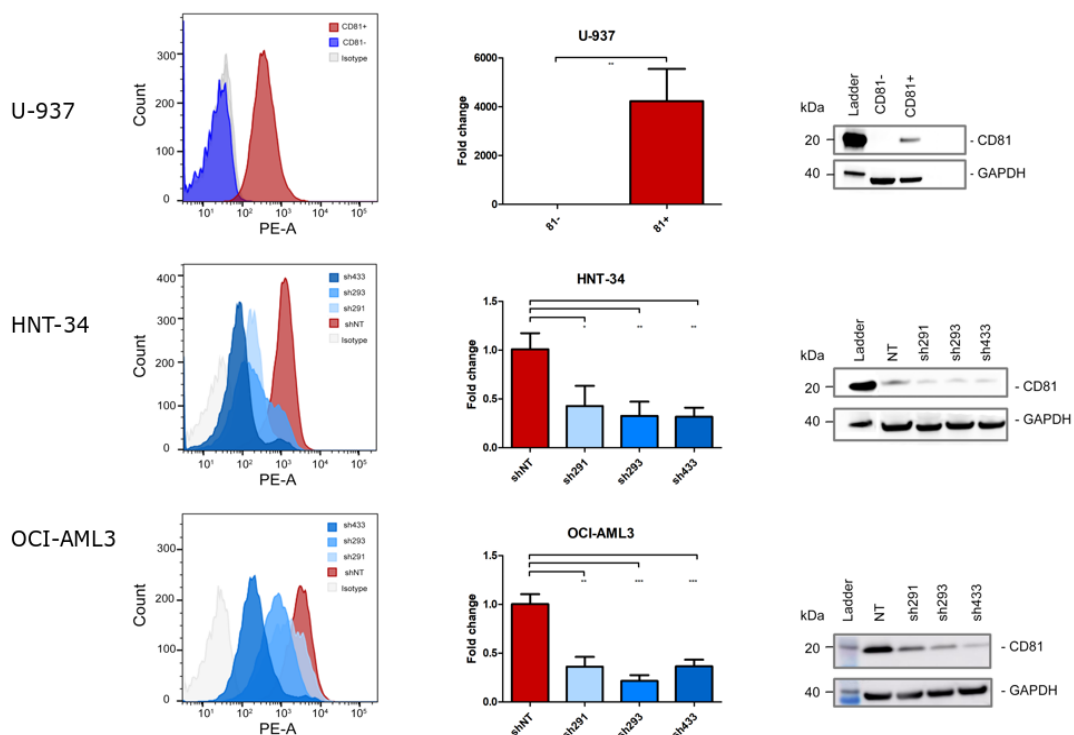 U-937
Count
300
200
100
0
10¹ 10² 10³ 10⁴ 10⁵
PE-A
CD81+
CD81-
Isotype
U-937
Fold change
6000
4000
2000
0
**
81-
81+
kDa
Ladder
CD81-
CD81+
20
- CD81
40
- GAPDH
HNT-34
Count
400
300
200
100
0
10¹ 10² 10³ 10⁴ 10⁵
PE-A
sh433
sh293
sh291
shNT
Isotype
HNT-34
Fold change
1.5
1.0
0.5
0.0
* ** **
shNT
sh291
sh293
sh433
kDa
Ladder
NT
sh291
sh293
sh433
20
- CD81
40
- GAPDH
OCI-AML3
Count
300
200
100
0
10¹ 10² 10³ 10⁴ 10⁵
PE-A
sh433
sh293
sh291
shNT
Isotype
OCI-AML3
Fold change
1.5
1.0
0.5
0.0
** *** ***
shNT
sh291
sh293
sh433
kDa
Ladder
NT
sh291
sh293
sh433
20
- CD81
40
- GAPDH